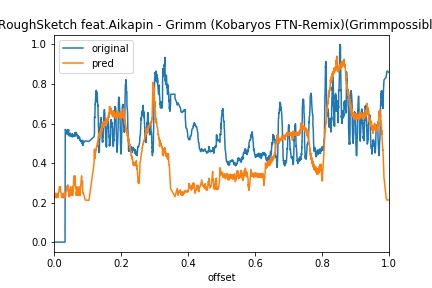 RoughSketch feat.Aikapin - Grimm (Kobaryos FTN-Remix)(Grimmpossibl
original
pred
1.0
0.8
0.6
0.4
0.2
0.0
0.0 0.2 0.4 0.6 0.8 1.0
offset